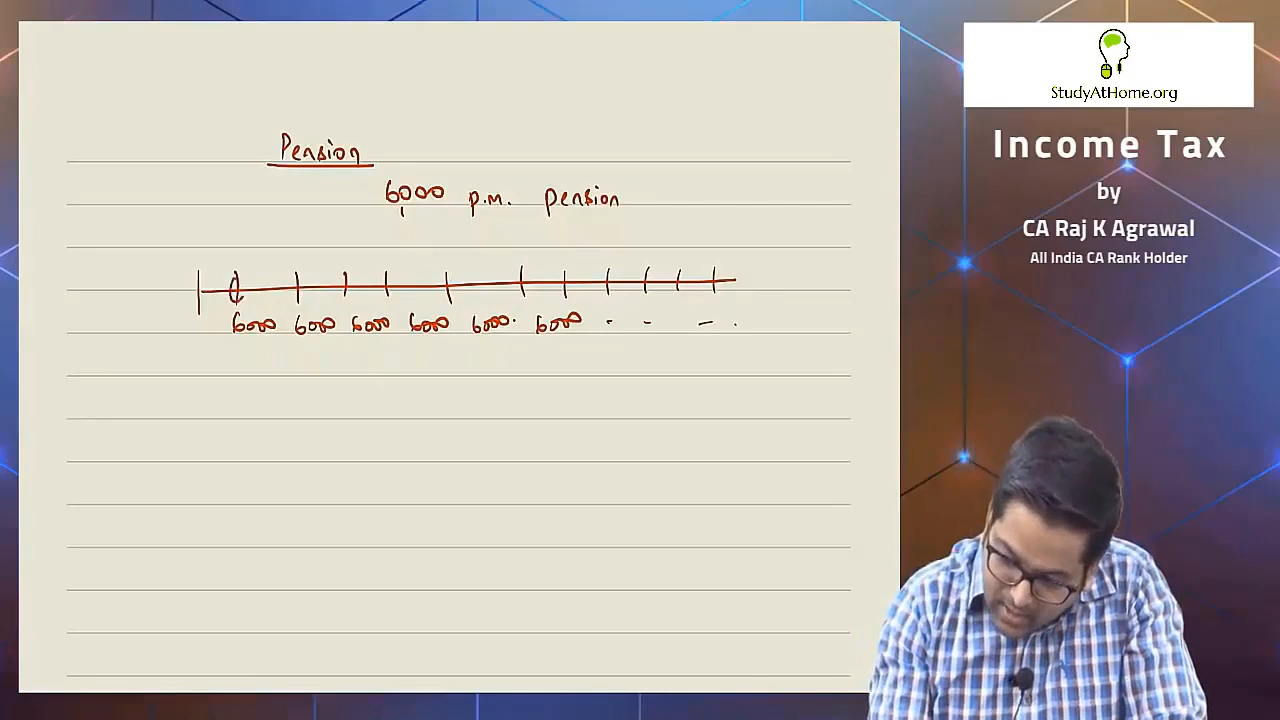 Pension
6000 p.m. pension
6000 6000 6000 6000 6000 6000 - - -
StudyAtHome.org
Income Tax
by
CA Raj K Agrawal
All India CA Rank Holder